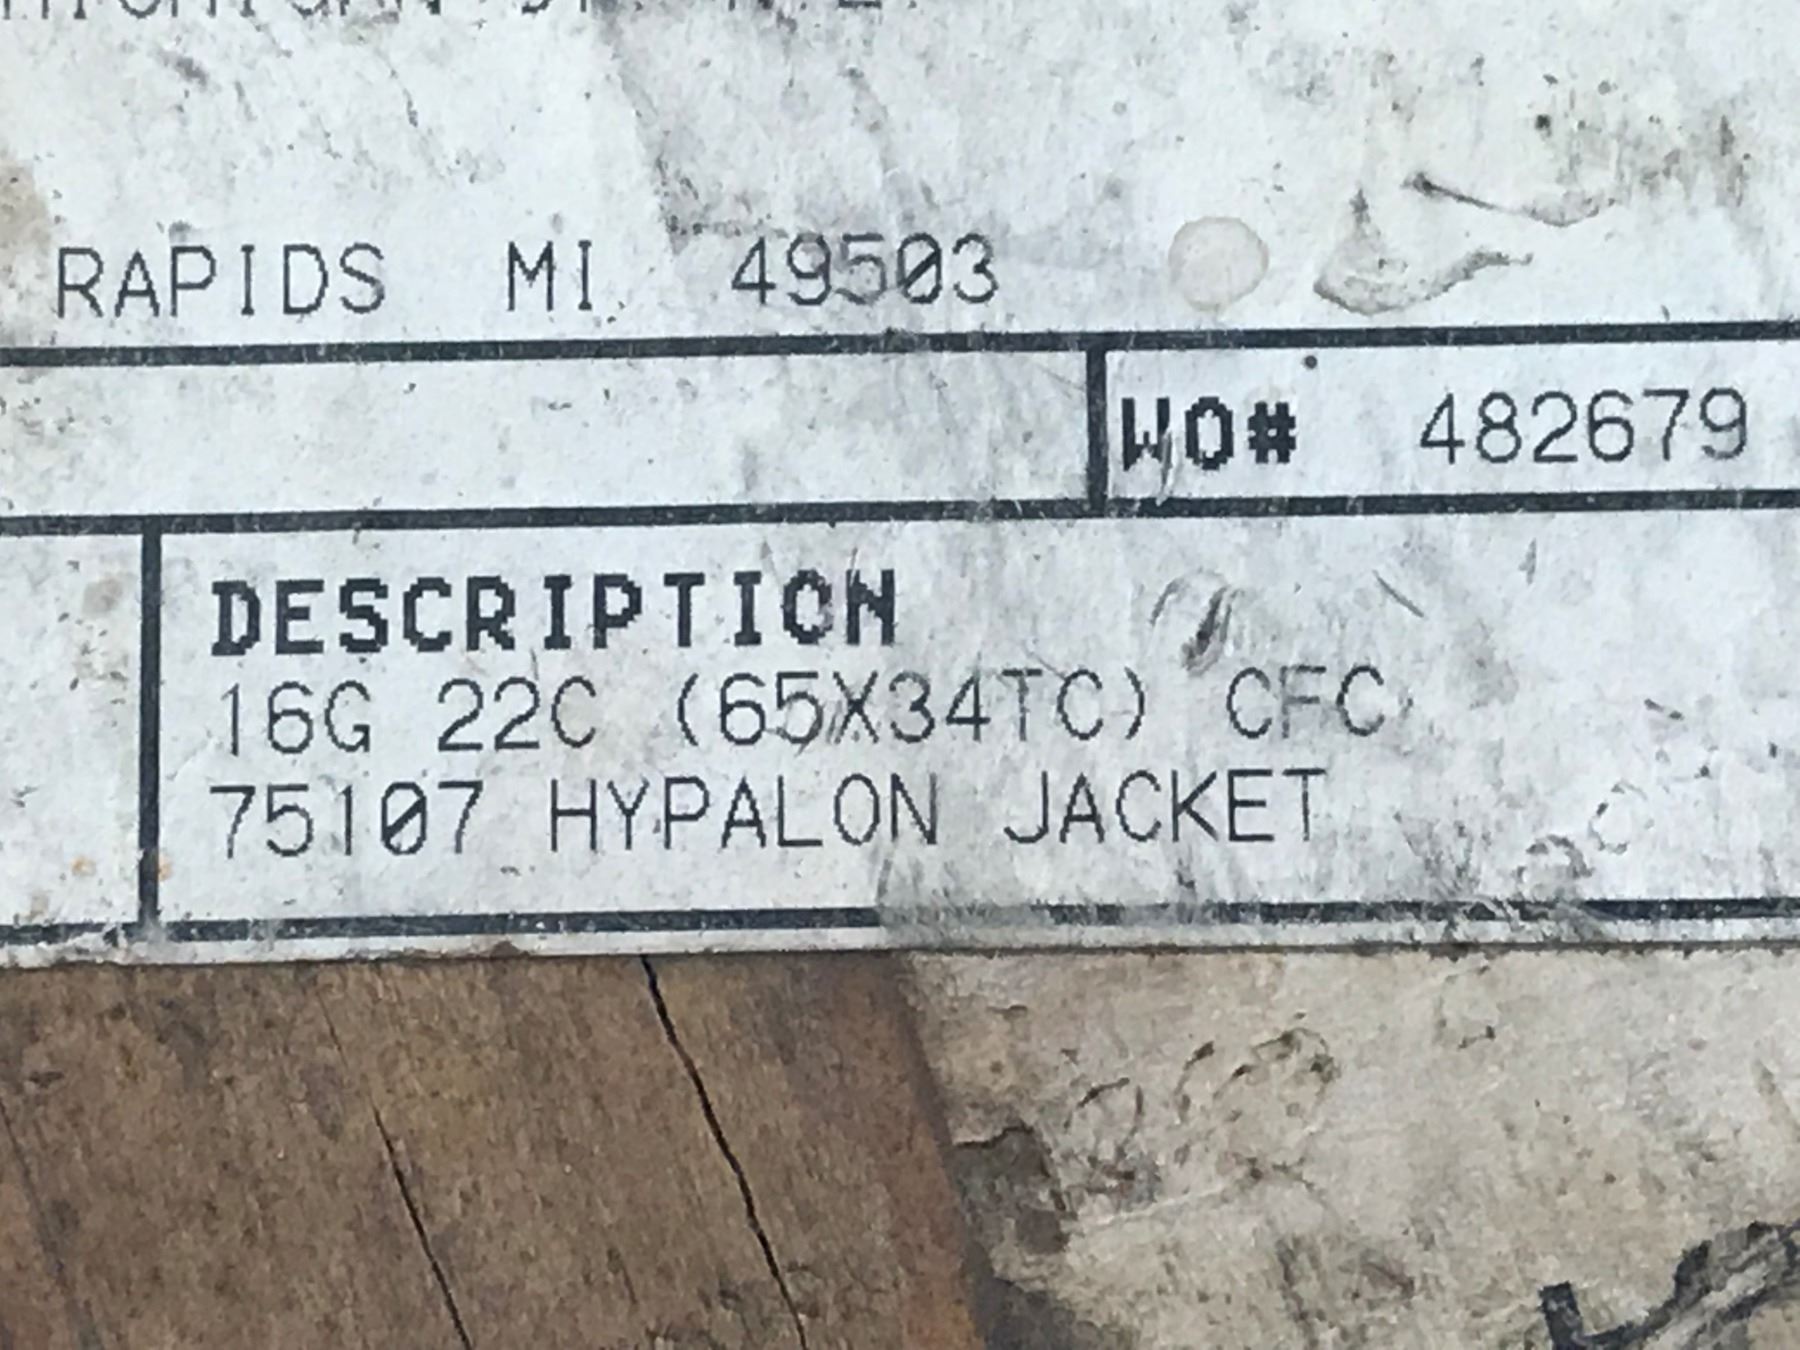 RAPIDS MI 49503
WO# 482679
DESCRIPTION
16G 22C (65X34TC) CFC
75107 HYPALON JACKET